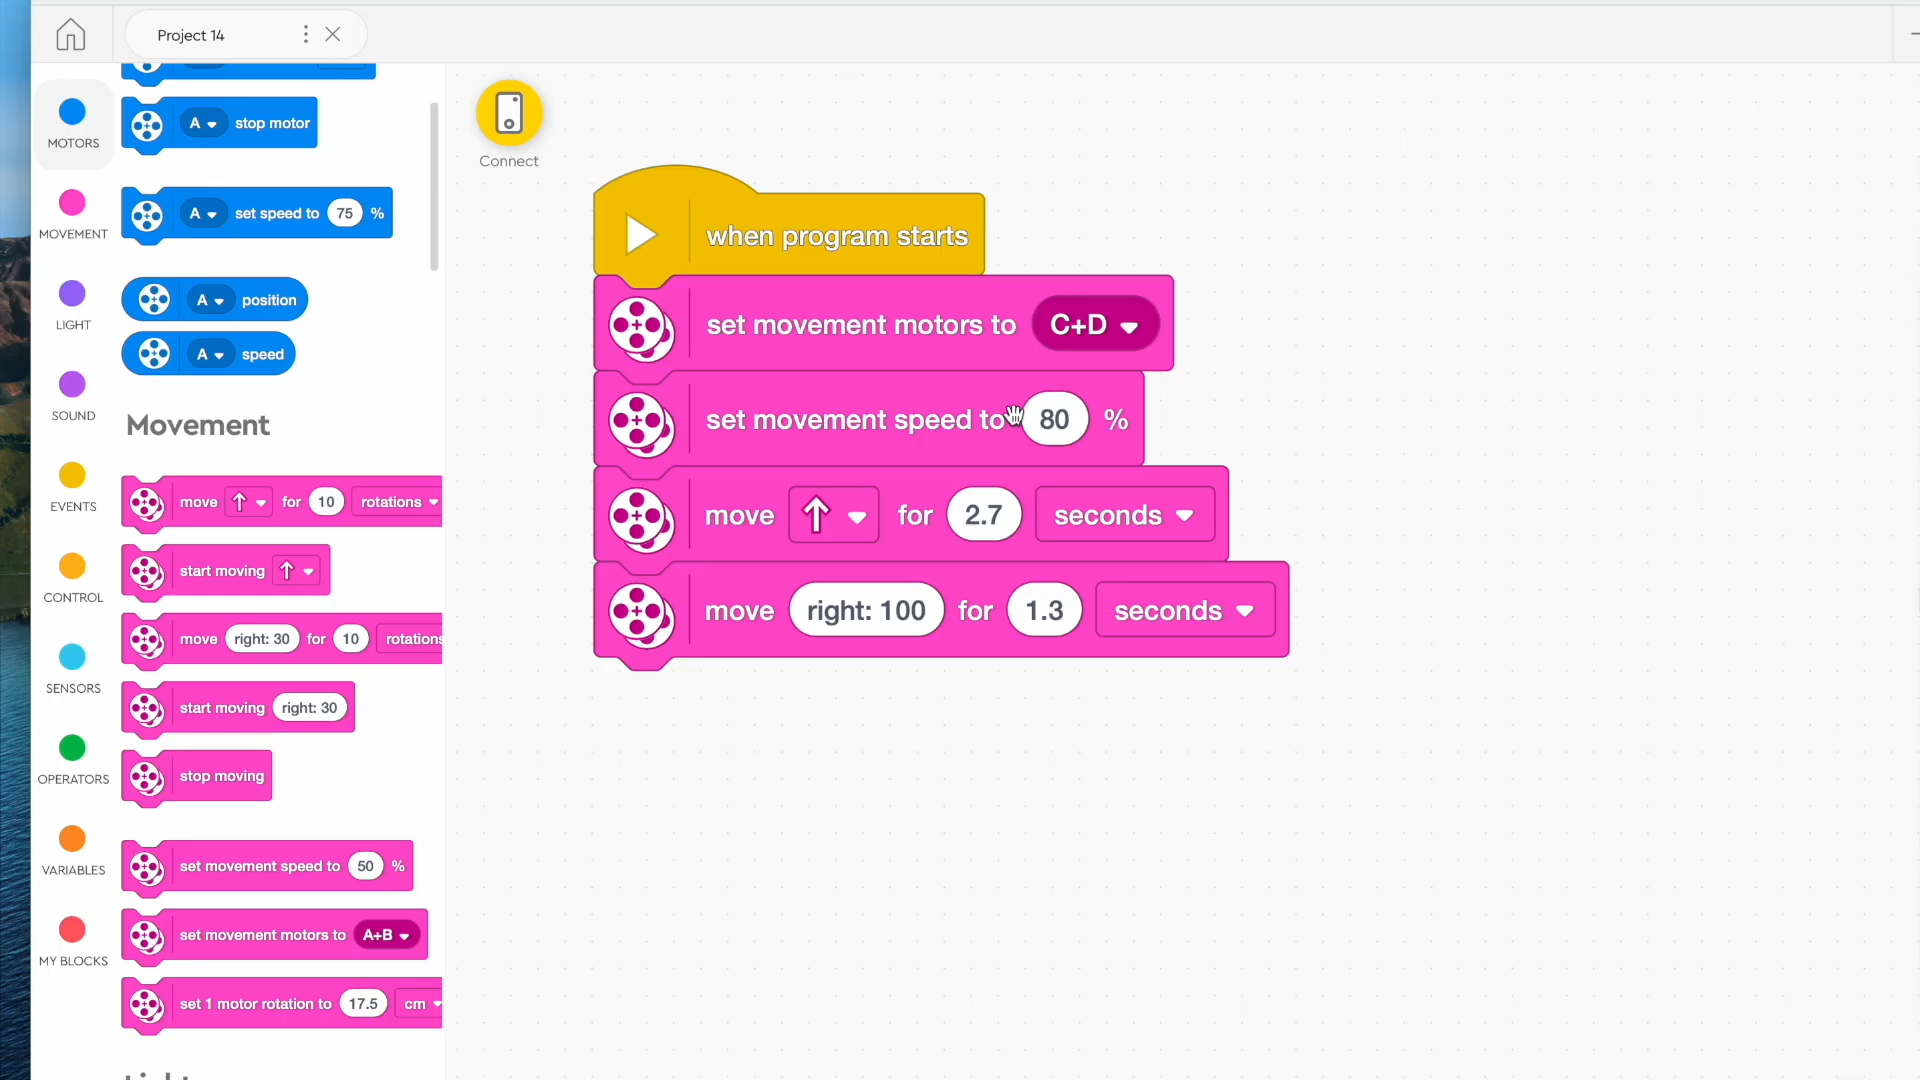 Project 14
MOTORS
MOVEMENT
LIGHT
SOUND
EVENTS
CONTROL
SENSORS
OPERATORS
VARIABLES
MY BLOCKS
A stop motor
A set speed to 75 %
A position
A speed
Movement
move for 10 rotations
start moving
move right: 30 for 10 rotations
start moving right: 30
stop moving
set movement speed to 50 %
set movement motors to A+B
set 1 motor rotation to 17.5 cm
Connect
when program starts
set movement motors to C+D
set movement speed to 80 %
move for 2.7 seconds
move right: 100 for 1.3 seconds